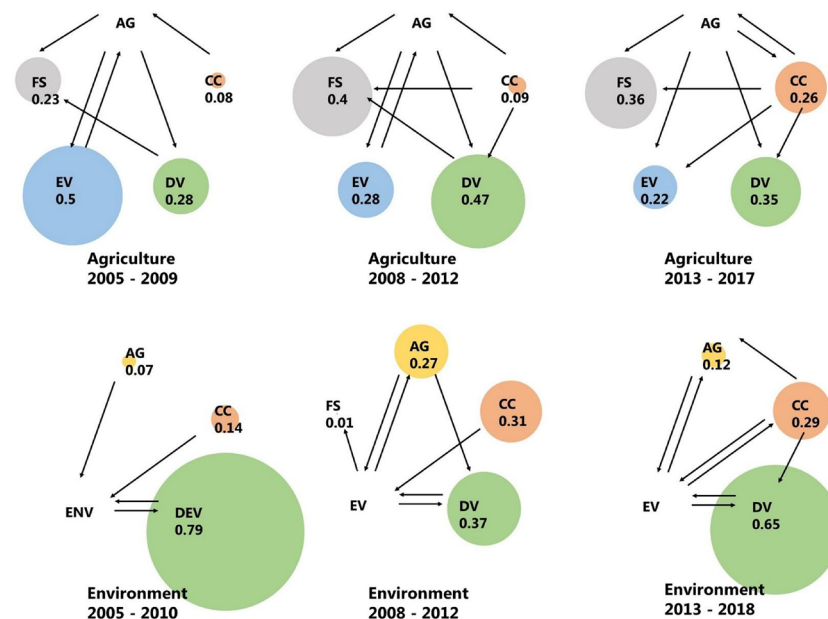 AG
FS
0.23
CC
0.08
EV
0.5
DV
0.28
Agriculture
2005 - 2009
AG
FS
0.4
CC
0.09
EV
0.28
DV
0.47
Agriculture
2008 - 2012
AG
FS
0.36
CC
0.26
EV
0.22
DV
0.35
Agriculture
2013 - 2017
AG
0.07
CC
0.14
ENV
DEV
0.79
Environment
2005 - 2010
AG
0.27
FS
0.01
CC
0.31
EV
DV
0.37
Environment
2008 - 2012
AG
0.12
CC
0.29
EV
DV
0.65
Environment
2013 - 2018